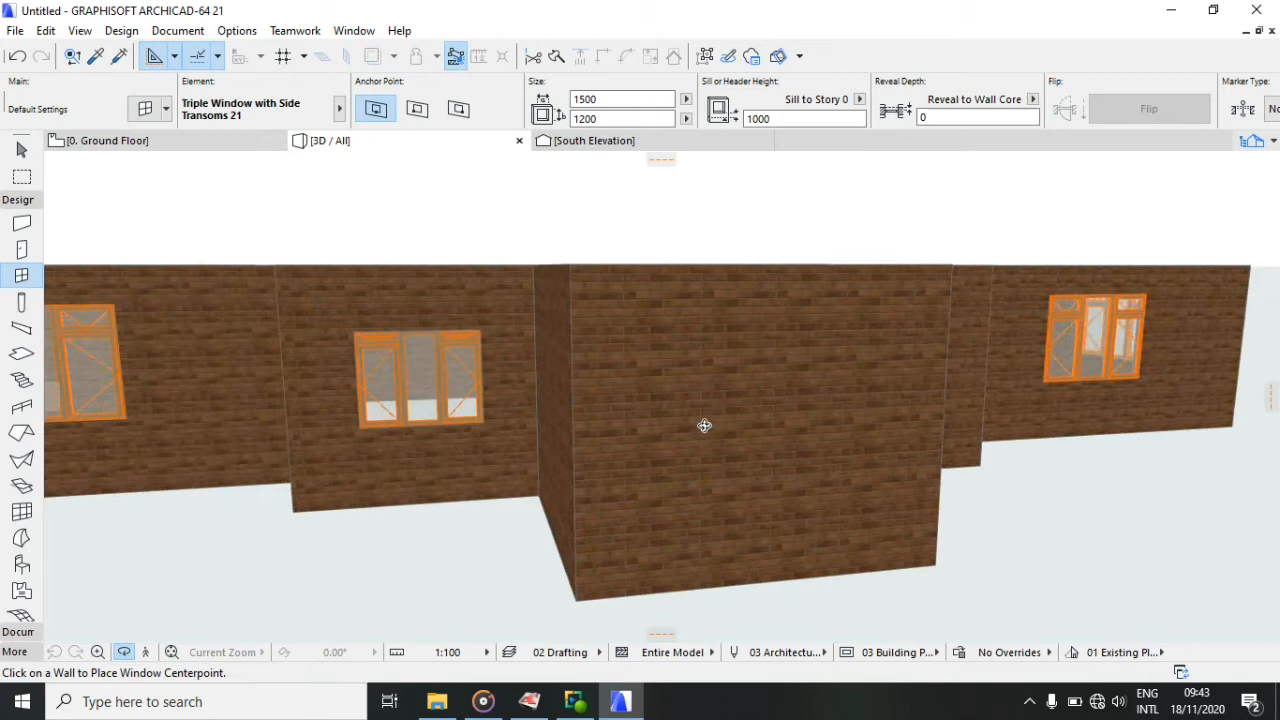 Untitled - GRAPHISOFT ARCHICAD-64 21
File Edit View Design Document Options Teamwork Window Help
Main: Element: Anchor Point: Size: Sill or Header Height: Reveal Depth: Flip: Marker Type:
Default Settings
Triple Window with Side
Transoms 21
1500
1200
Sill to Story 0
1000
Reveal to Wall Core
0
Flip
No
[0. Ground Floor] [3D / All] [South Elevation]
Design
Docum
More
Current Zoom 0.00° 1:100 02 Drafting Entire Model 03 Architectu... 03 Building P... No Overrides 01 Existing Pl...
Click on a Wall to Place Window Centerpoint.
Type here to search
ENG
INTL
09:43
18/11/2020
2